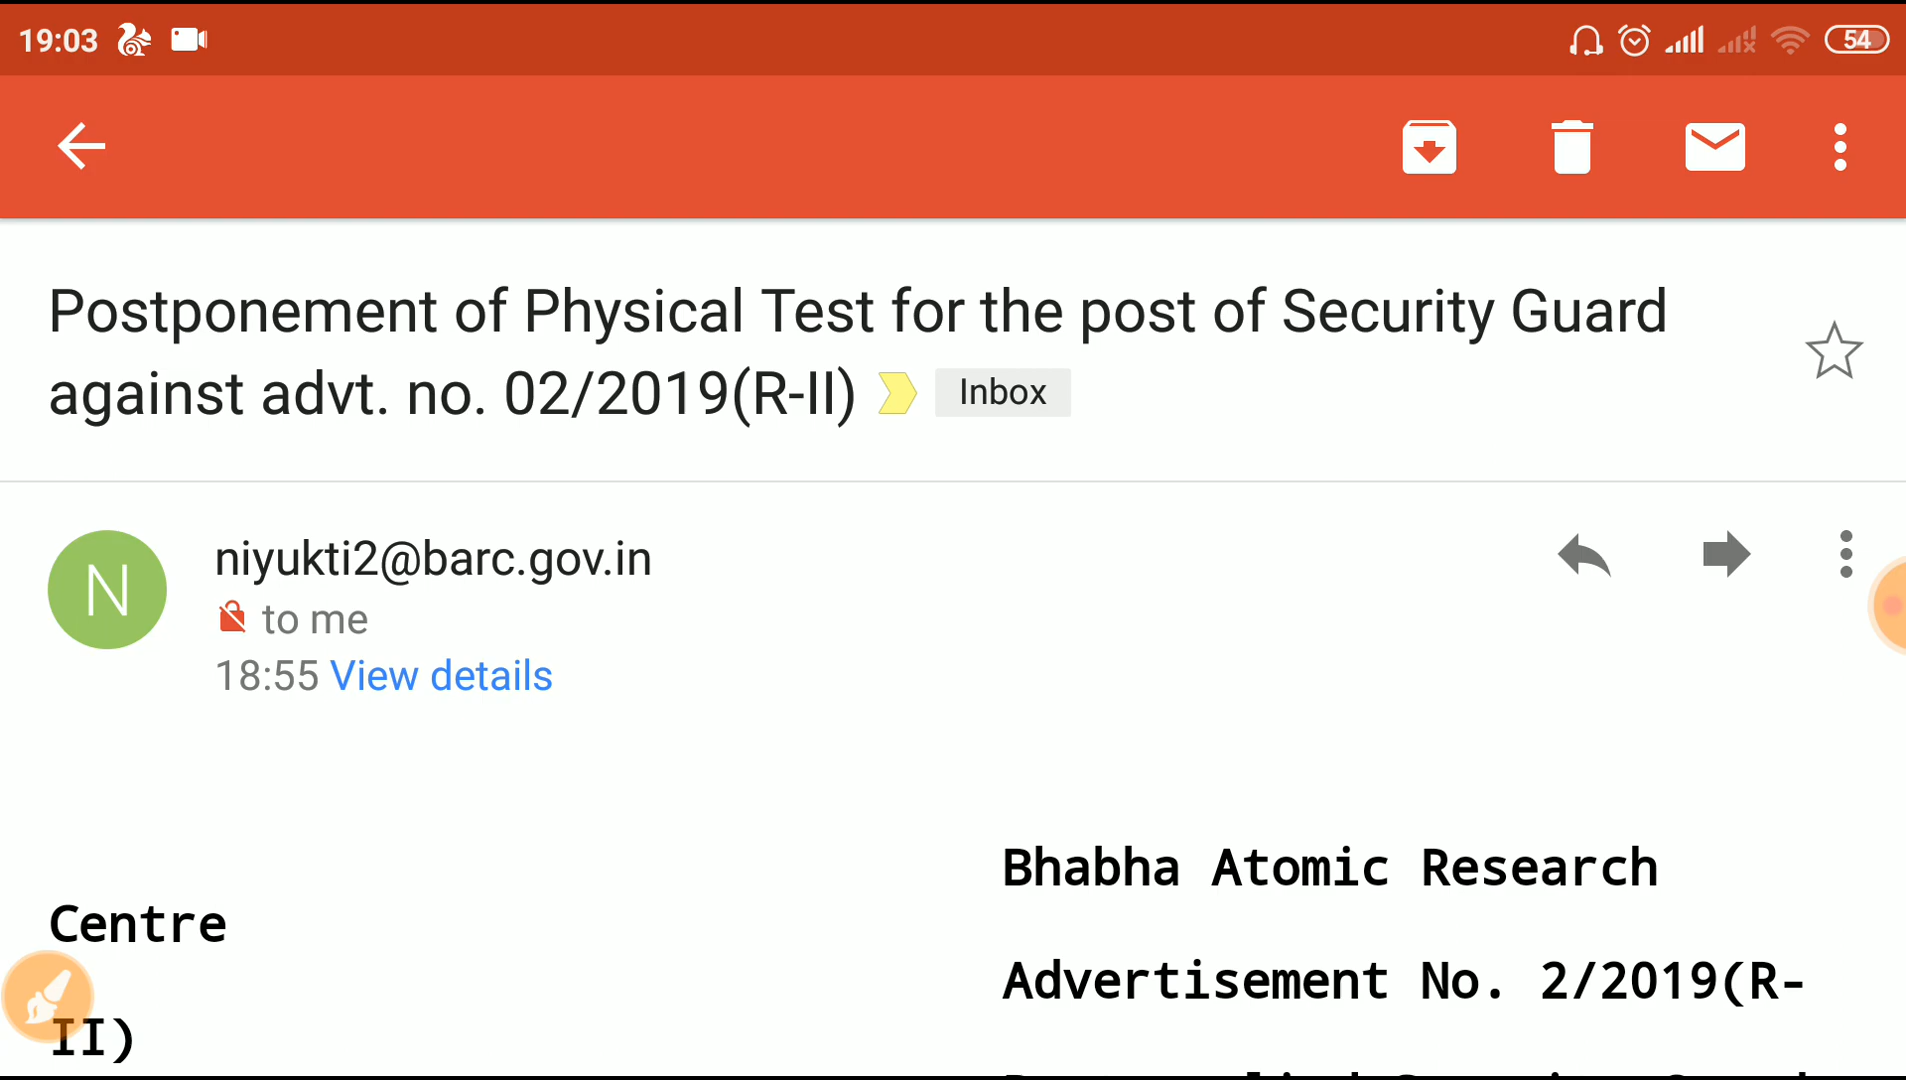 19:03
54
Postponement of Physical Test for the post of Security Guard
against advt. no. 02/2019(R-II) Inbox
N
niyukti2@barc.gov.in
to me
18:55 View details
Bhabha Atomic Research
Centre
Advertisement No. 2/2019(R-
II)